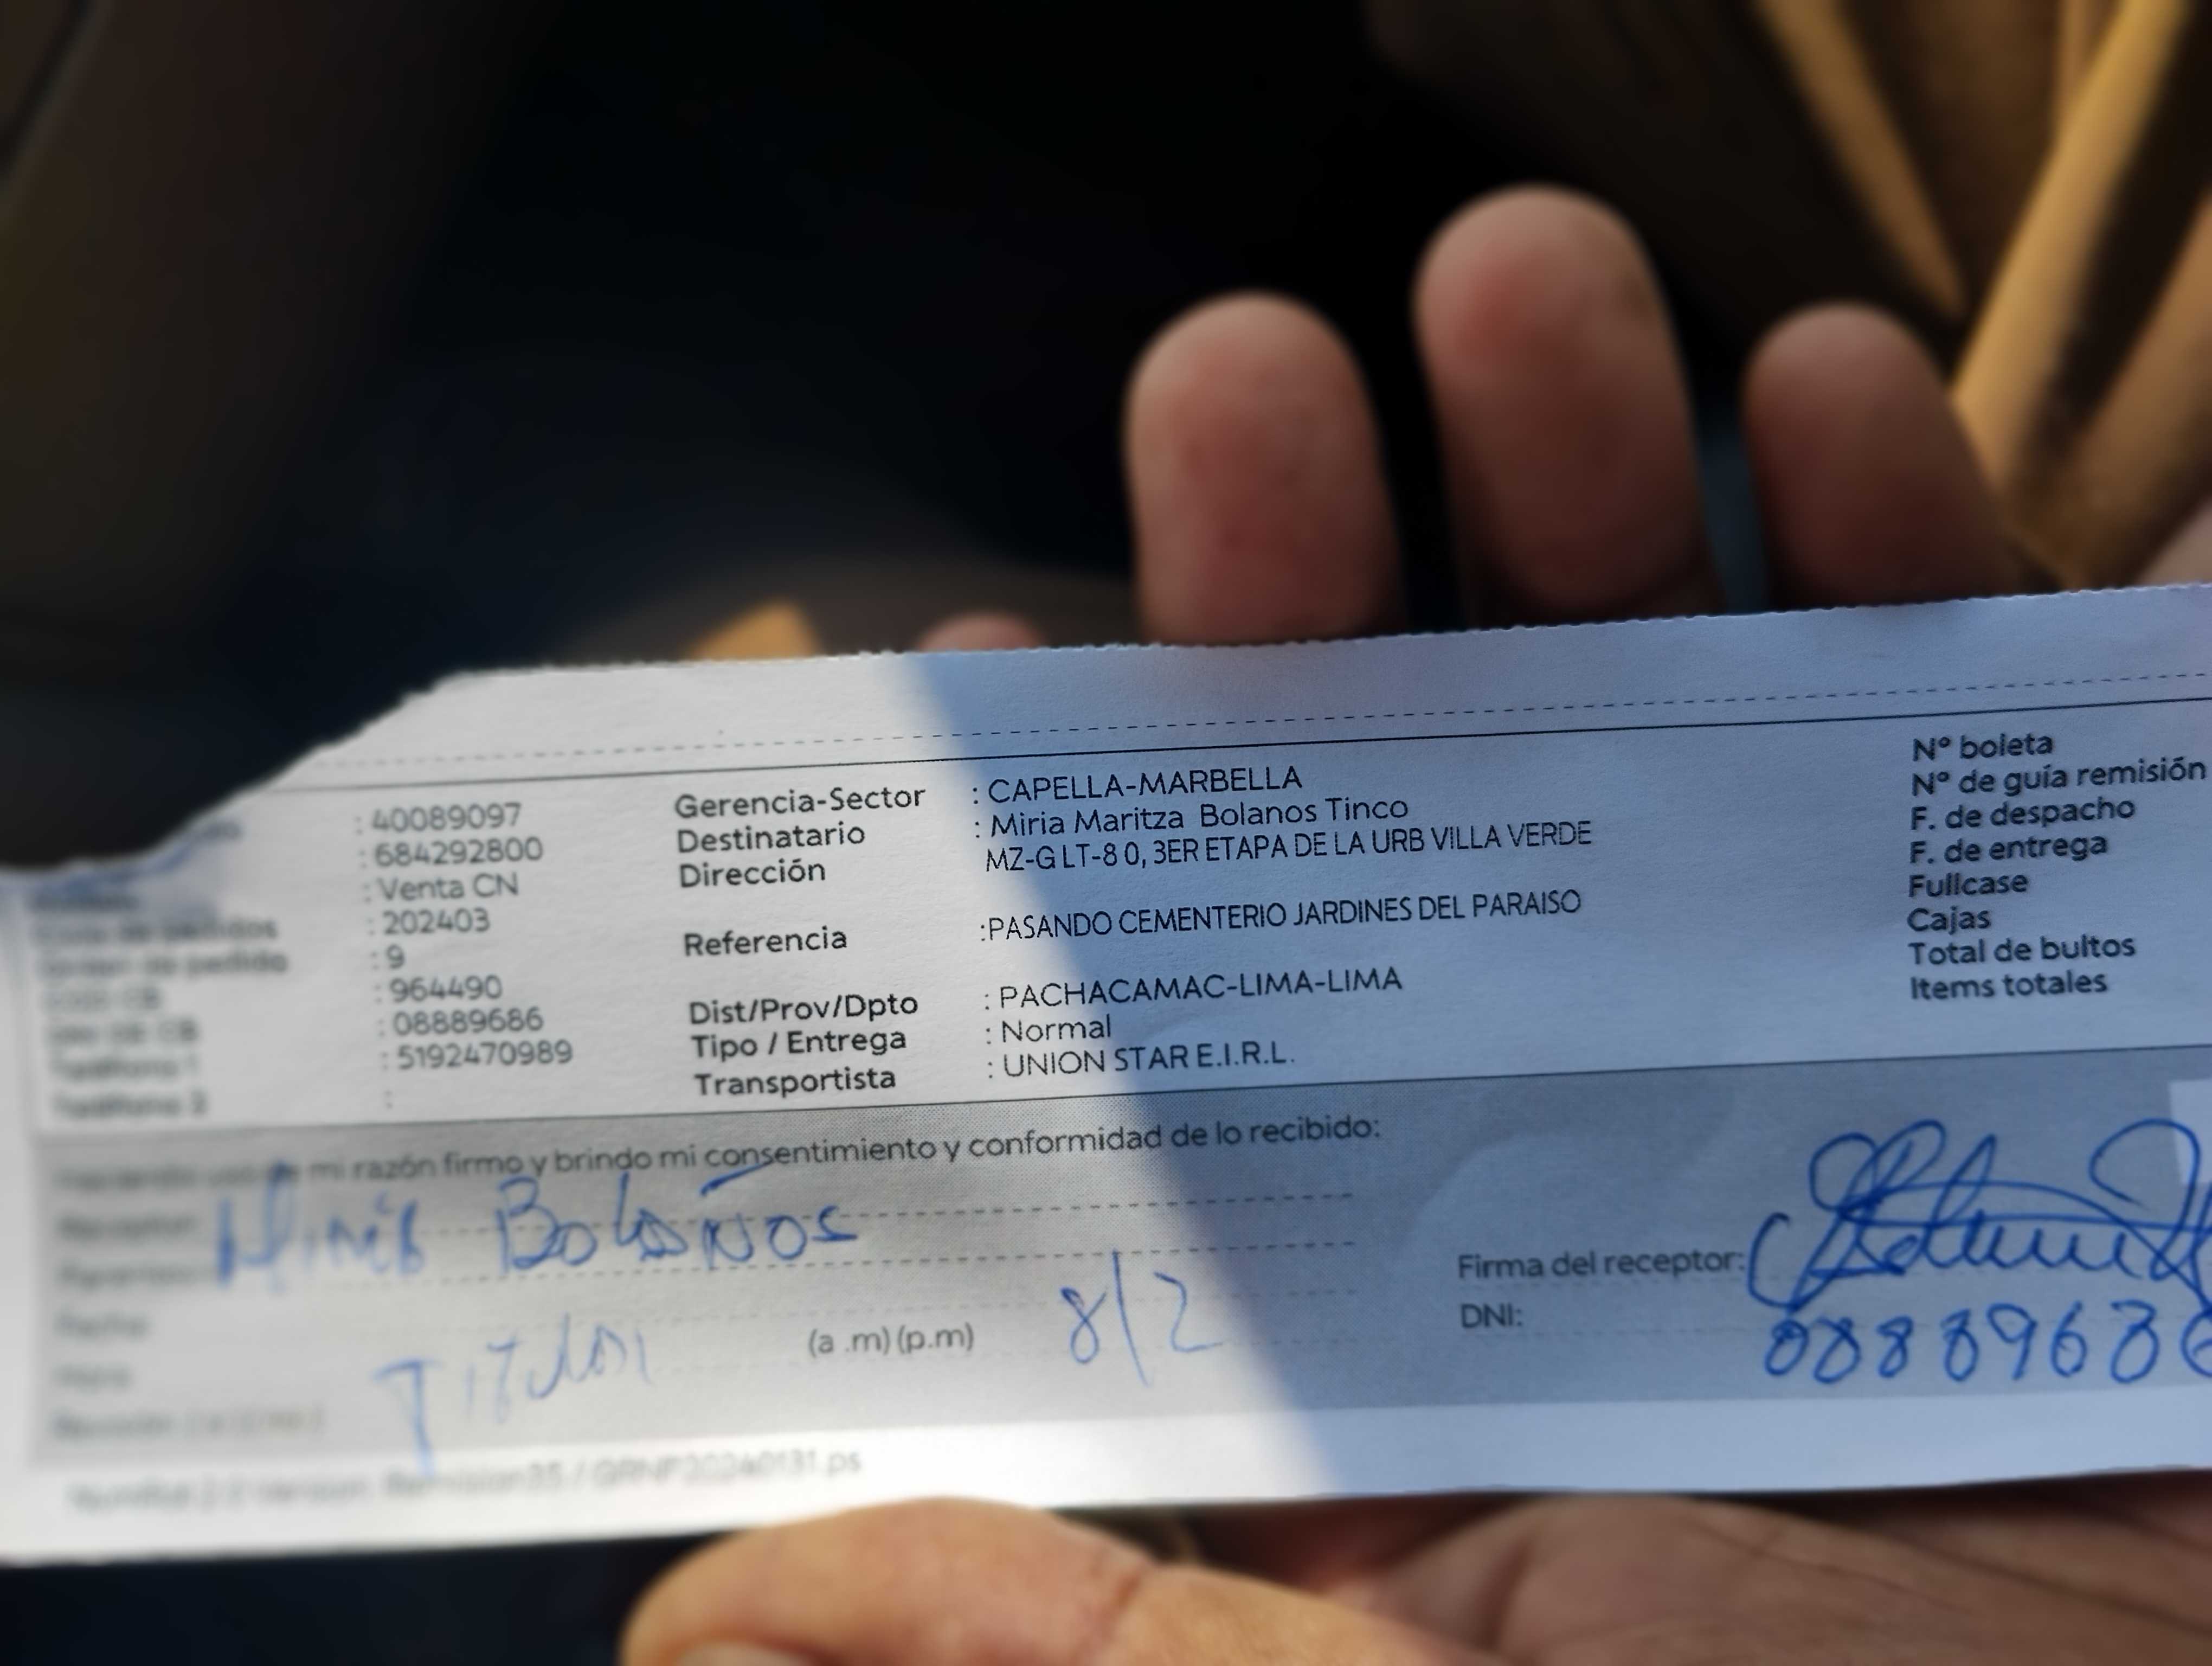 : 40089097
: 684292800
: Venta CN
: 202403
: 9
: 964490
: 08889686
: 5192470989
:
Teléfono 1
Teléfono 2
Gerencia-Sector : CAPELLA-MARBELLA
Destinatario : Miria Maritza Bolanos Tinco
Dirección MZ-G LT-8 0, 3ER ETAPA DE LA URB VILLA VERDE
Referencia :PASANDO CEMENTERIO JARDINES DEL PARAISO
Dist/Prov/Dpto : PACHACAMAC-LIMA-LIMA
Tipo / Entrega : Normal
Transportista : UNION STAR E.I.R.L.
N° boleta
N° de guía remisión
F. de despacho
F. de entrega
Fullcase
Cajas
Total de bultos
Items totales
mi razón firmo y brindo mi consentimiento y conformidad de lo recibido:
Bolaños
(a .m) (p.m) 8/2
Firma del receptor:
DNI: 0888968